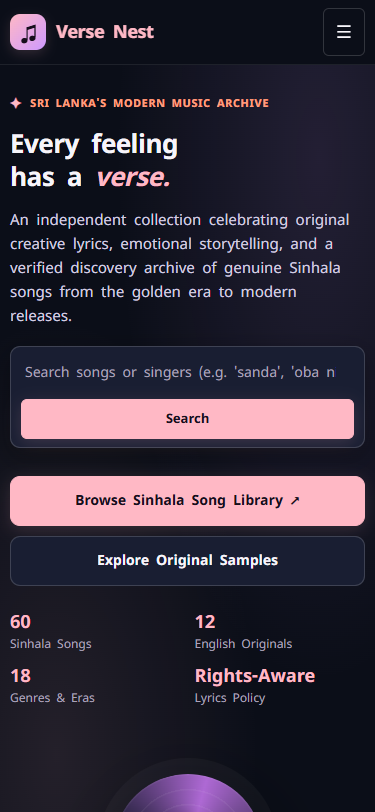 Verse Nest
SRI LANKA'S MODERN MUSIC ARCHIVE
Every feeling
has a verse.
An independent collection celebrating original
creative lyrics, emotional storytelling, and a
verified discovery archive of genuine Sinhala
songs from the golden era to modern
releases.
Search songs or singers (e.g. 'sanda', 'oba n
Search
Browse Sinhala Song Library ↗
Explore Original Samples
60
Sinhala Songs
12
English Originals
18
Genres & Eras
Rights-Aware
Lyrics Policy